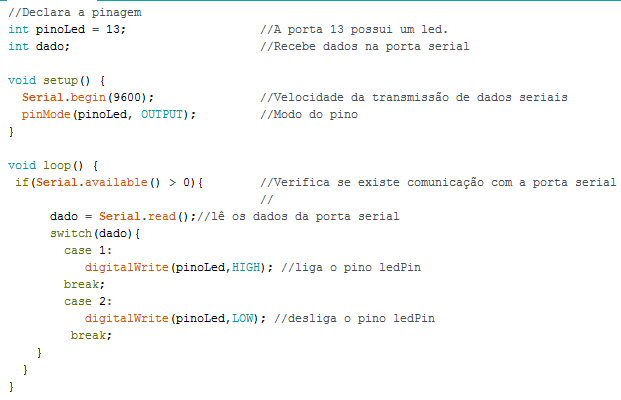 //Declara a pinagem
int pinoLed = 13;                   //A porta 13 possui um led.
int dado;                           //Recebe dados na porta serial

void setup() {
  Serial.begin(9600);               //Velocidade da transmissão de dados seriais
  pinMode(pinoLed, OUTPUT);         //Modo do pino
}

void loop() {
 if(Serial.available() > 0){        //Verifica se existe comunicação com a porta serial
                                    //
      dado = Serial.read();//lê os dados da porta serial
      switch(dado){
        case 1:
           digitalWrite(pinoLed,HIGH); //liga o pino ledPin
        break;
        case 2:
           digitalWrite(pinoLed,LOW); //desliga o pino ledPin
         break;
    }
  }
}